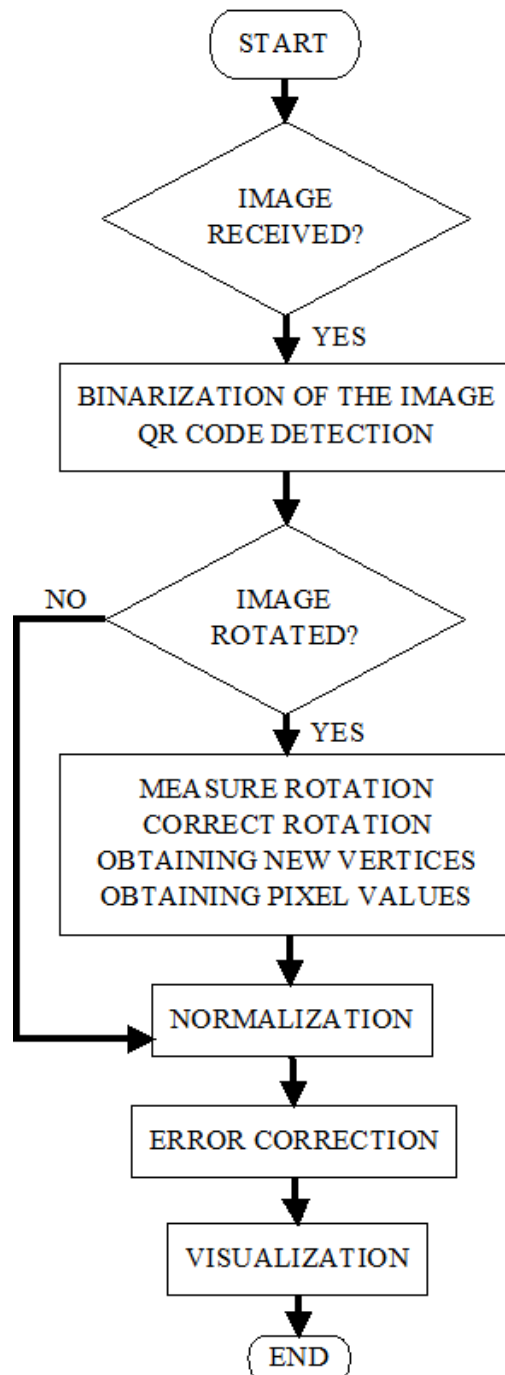 START
IMAGE
RECEIVED?
YES
BINARIZATION OF THE IMAGE
QR CODE DETECTION
NO
IMAGE
ROTATED?
YES
MEASURE ROTATION
CORRECT ROTATION
OBTAINING NEW VERTICES
OBTAINING PIXEL VALUES
NORMALIZATION
ERROR CORRECTION
VISUALIZATION
END